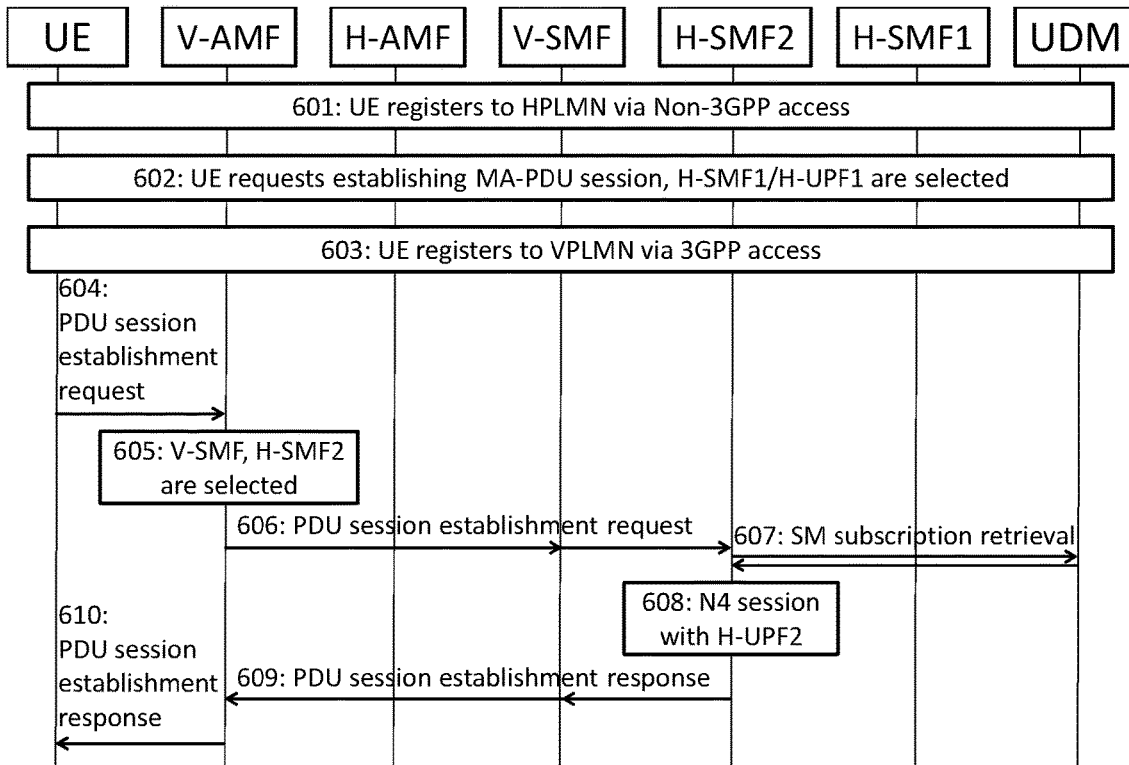 UE
V-AMF
H-AMF
V-SMF
H-SMF2
H-SMF1
UDM
601: UE registers to HPLMN via Non-3GPP access
602: UE requests establishing MA-PDU session, H-SMF1/H-UPF1 are selected
603: UE registers to VPLMN via 3GPP access
604:
PDU session
establishment
request
605: V-SMF, H-SMF2
are selected
606: PDU session establishment request
607: SM subscription retrieval
608: N4 session
with H-UPF2
609: PDU session establishment response
610:
PDU session
establishment
response